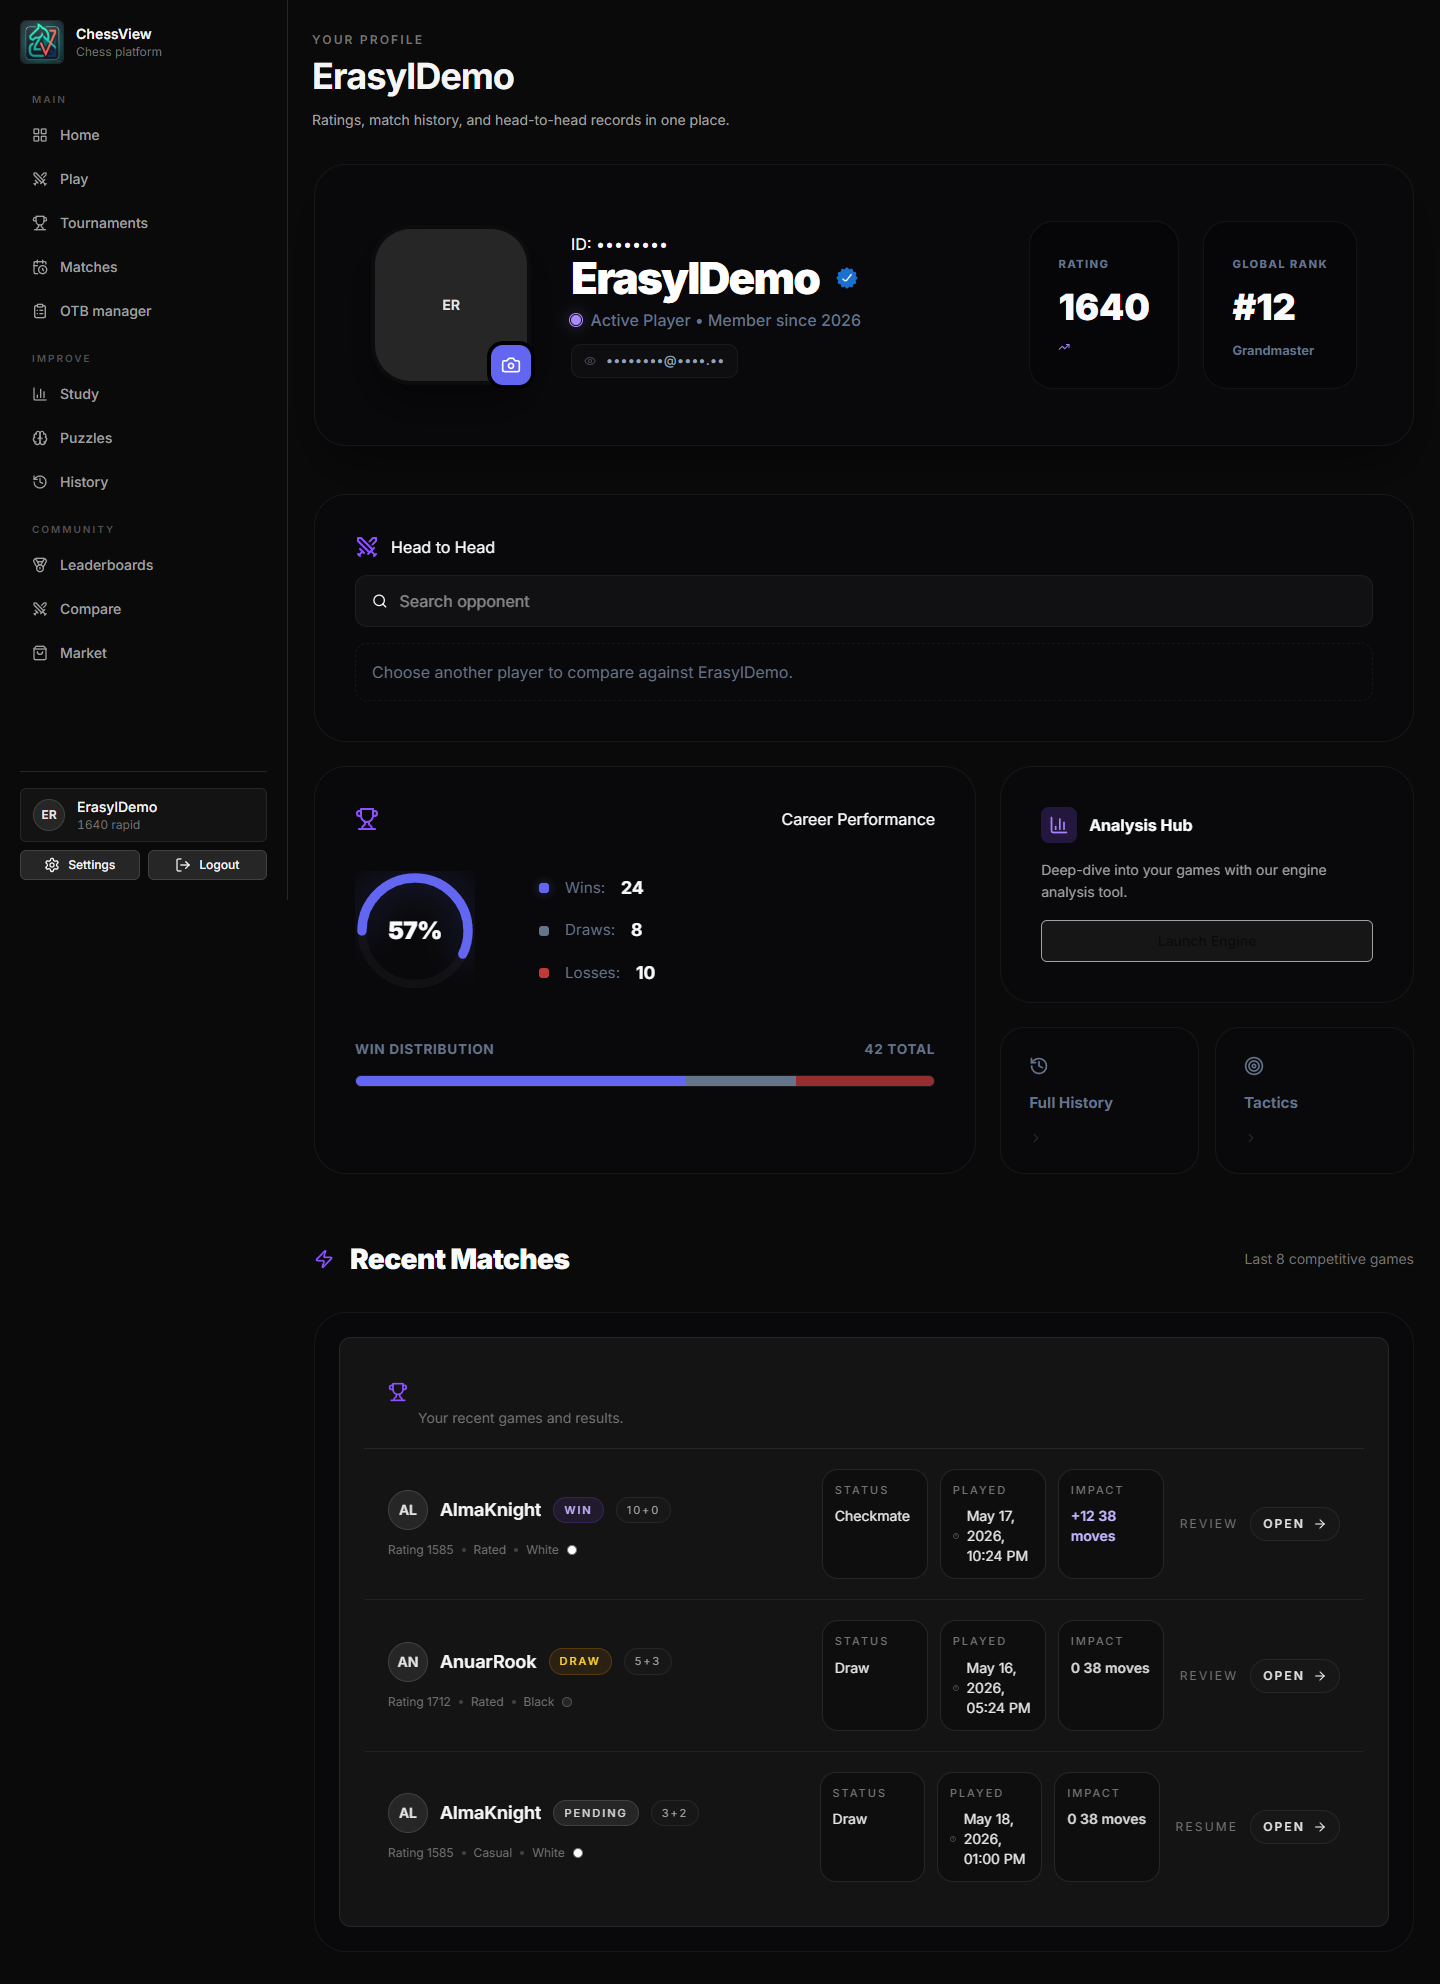 ChessView
Chess platform
MAIN
Home
Play
Tournaments
Matches
OTB manager
IMPROVE
Study
Puzzles
History
COMMUNITY
Leaderboards
Compare
Market
ER
ErasylDemo
1640 rapid
Settings
Logout
YOUR PROFILE
ErasylDemo
Ratings, match history, and head-to-head records in one place.
ER
ID: ••••••••
ErasylDemo
Active Player • Member since 2026
••••••••@••••.••
RATING
1640
GLOBAL RANK
#12
Grandmaster
Head to Head
Search opponent
Choose another player to compare against ErasylDemo.
Career Performance
57%
Wins: 24
Draws: 8
Losses: 10
WIN DISTRIBUTION
42 TOTAL
Analysis Hub
Deep-dive into your games with our engine
analysis tool.
Launch Engine
Full History
Tactics
Recent Matches
Last 8 competitive games
Your recent games and results.
AL
AlmaKnight
WIN
10+0
Rating 1585 • Rated • White
STATUS
Checkmate
PLAYED
May 17,
2026,
10:24 PM
IMPACT
+12 38
moves
REVIEW
OPEN
AN
AnuarRook
DRAW
5+3
Rating 1712 • Rated • Black
STATUS
Draw
PLAYED
May 16,
2026,
05:24 PM
IMPACT
0 38 moves
REVIEW
OPEN
AL
AlmaKnight
PENDING
3+2
Rating 1585 • Casual • White
STATUS
Draw
PLAYED
May 18,
2026,
01:00 PM
IMPACT
0 38 moves
RESUME
OPEN